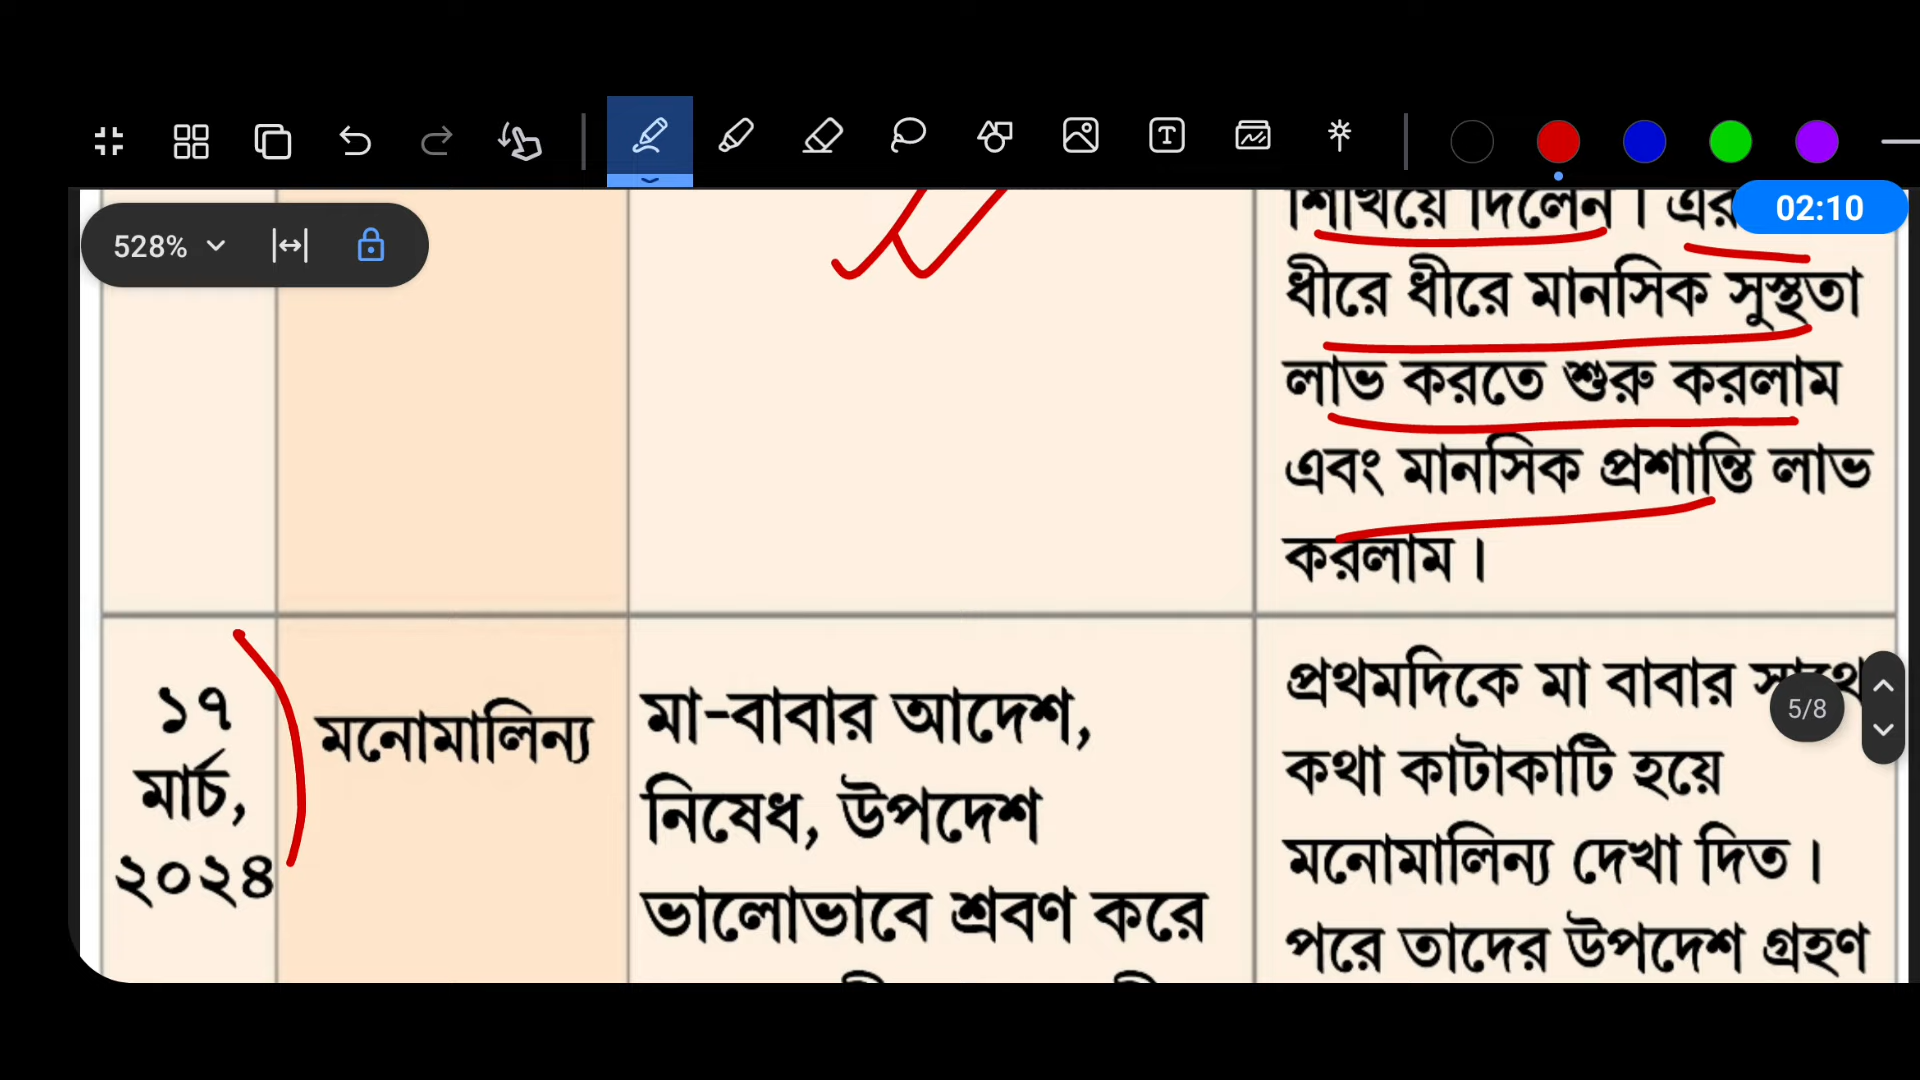 528%
02:10
শিখিয়ে দিলেন। এর
ধীরে ধীরে মানসিক সুস্থতা
লাভ করতে শুরু করলাম
এবং মানসিক প্রশান্তি লাভ
করলাম।
১৭
মার্চ,
২০২৪
মনোমালিন্য
মা-বাবার আদেশ,
নিষেধ, উপদেশ
ভালোভাবে শ্রবণ করে
প্রথমদিকে মা বাবার সাথে
কথা কাটাকাটি হয়ে
মনোমালিন্য দেখা দিত।
পরে তাদের উপদেশ গ্রহণ
5/8